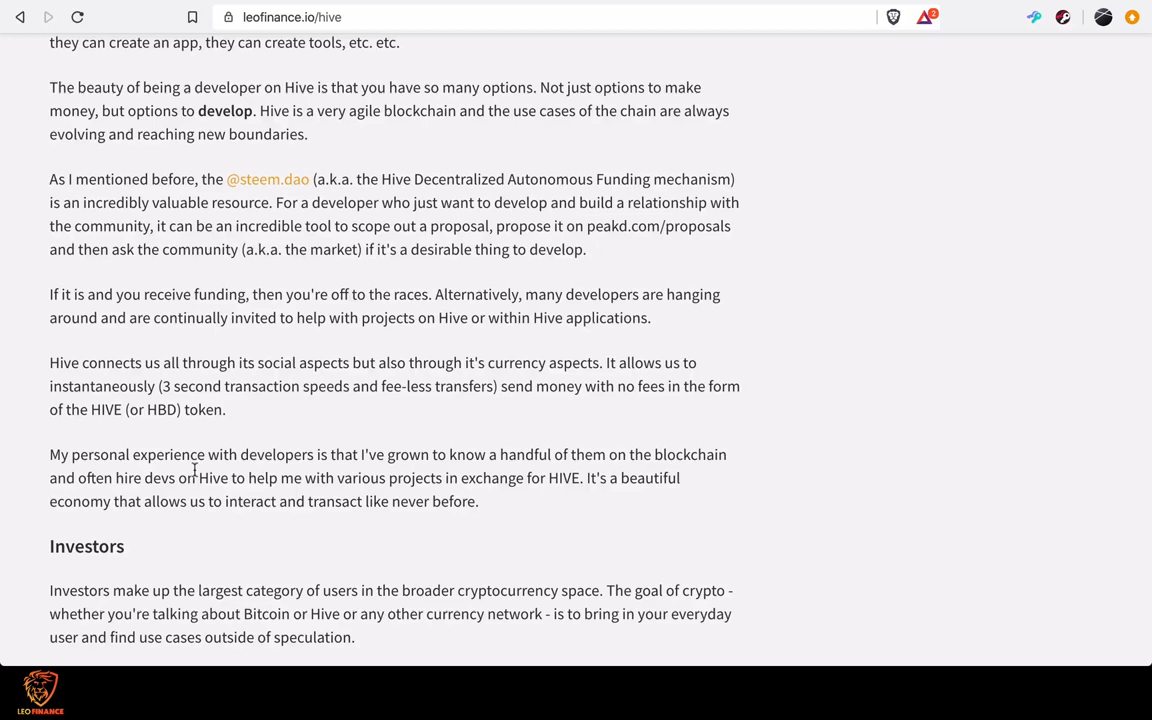 leofinance.io/hive
2
they can create an app, they can create tools, etc. etc.
The beauty of being a developer on Hive is that you have so many options. Not just options to make
money, but options to develop. Hive is a very agile blockchain and the use cases of the chain are always
evolving and reaching new boundaries.
As I mentioned before, the @steem.dao (a.k.a. the Hive Decentralized Autonomous Funding mechanism)
is an incredibly valuable resource. For a developer who just want to develop and build a relationship with
the community, it can be an incredible tool to scope out a proposal, propose it on peakd.com/proposals
and then ask the community (a.k.a. the market) if it's a desirable thing to develop.
If it is and you receive funding, then you're off to the races. Alternatively, many developers are hanging
around and are continually invited to help with projects on Hive or within Hive applications.
Hive connects us all through its social aspects but also through it's currency aspects. It allows us to
instantaneously (3 second transaction speeds and fee-less transfers) send money with no fees in the form
of the HIVE (or HBD) token.
My personal experience with developers is that I've grown to know a handful of them on the blockchain
and often hire devs on Hive to help me with various projects in exchange for HIVE. It's a beautiful
economy that allows us to interact and transact like never before.
Investors
Investors make up the largest category of users in the broader cryptocurrency space. The goal of crypto -
whether you're talking about Bitcoin or Hive or any other currency network - is to bring in your everyday
user and find use cases outside of speculation.
LEOFINANCE